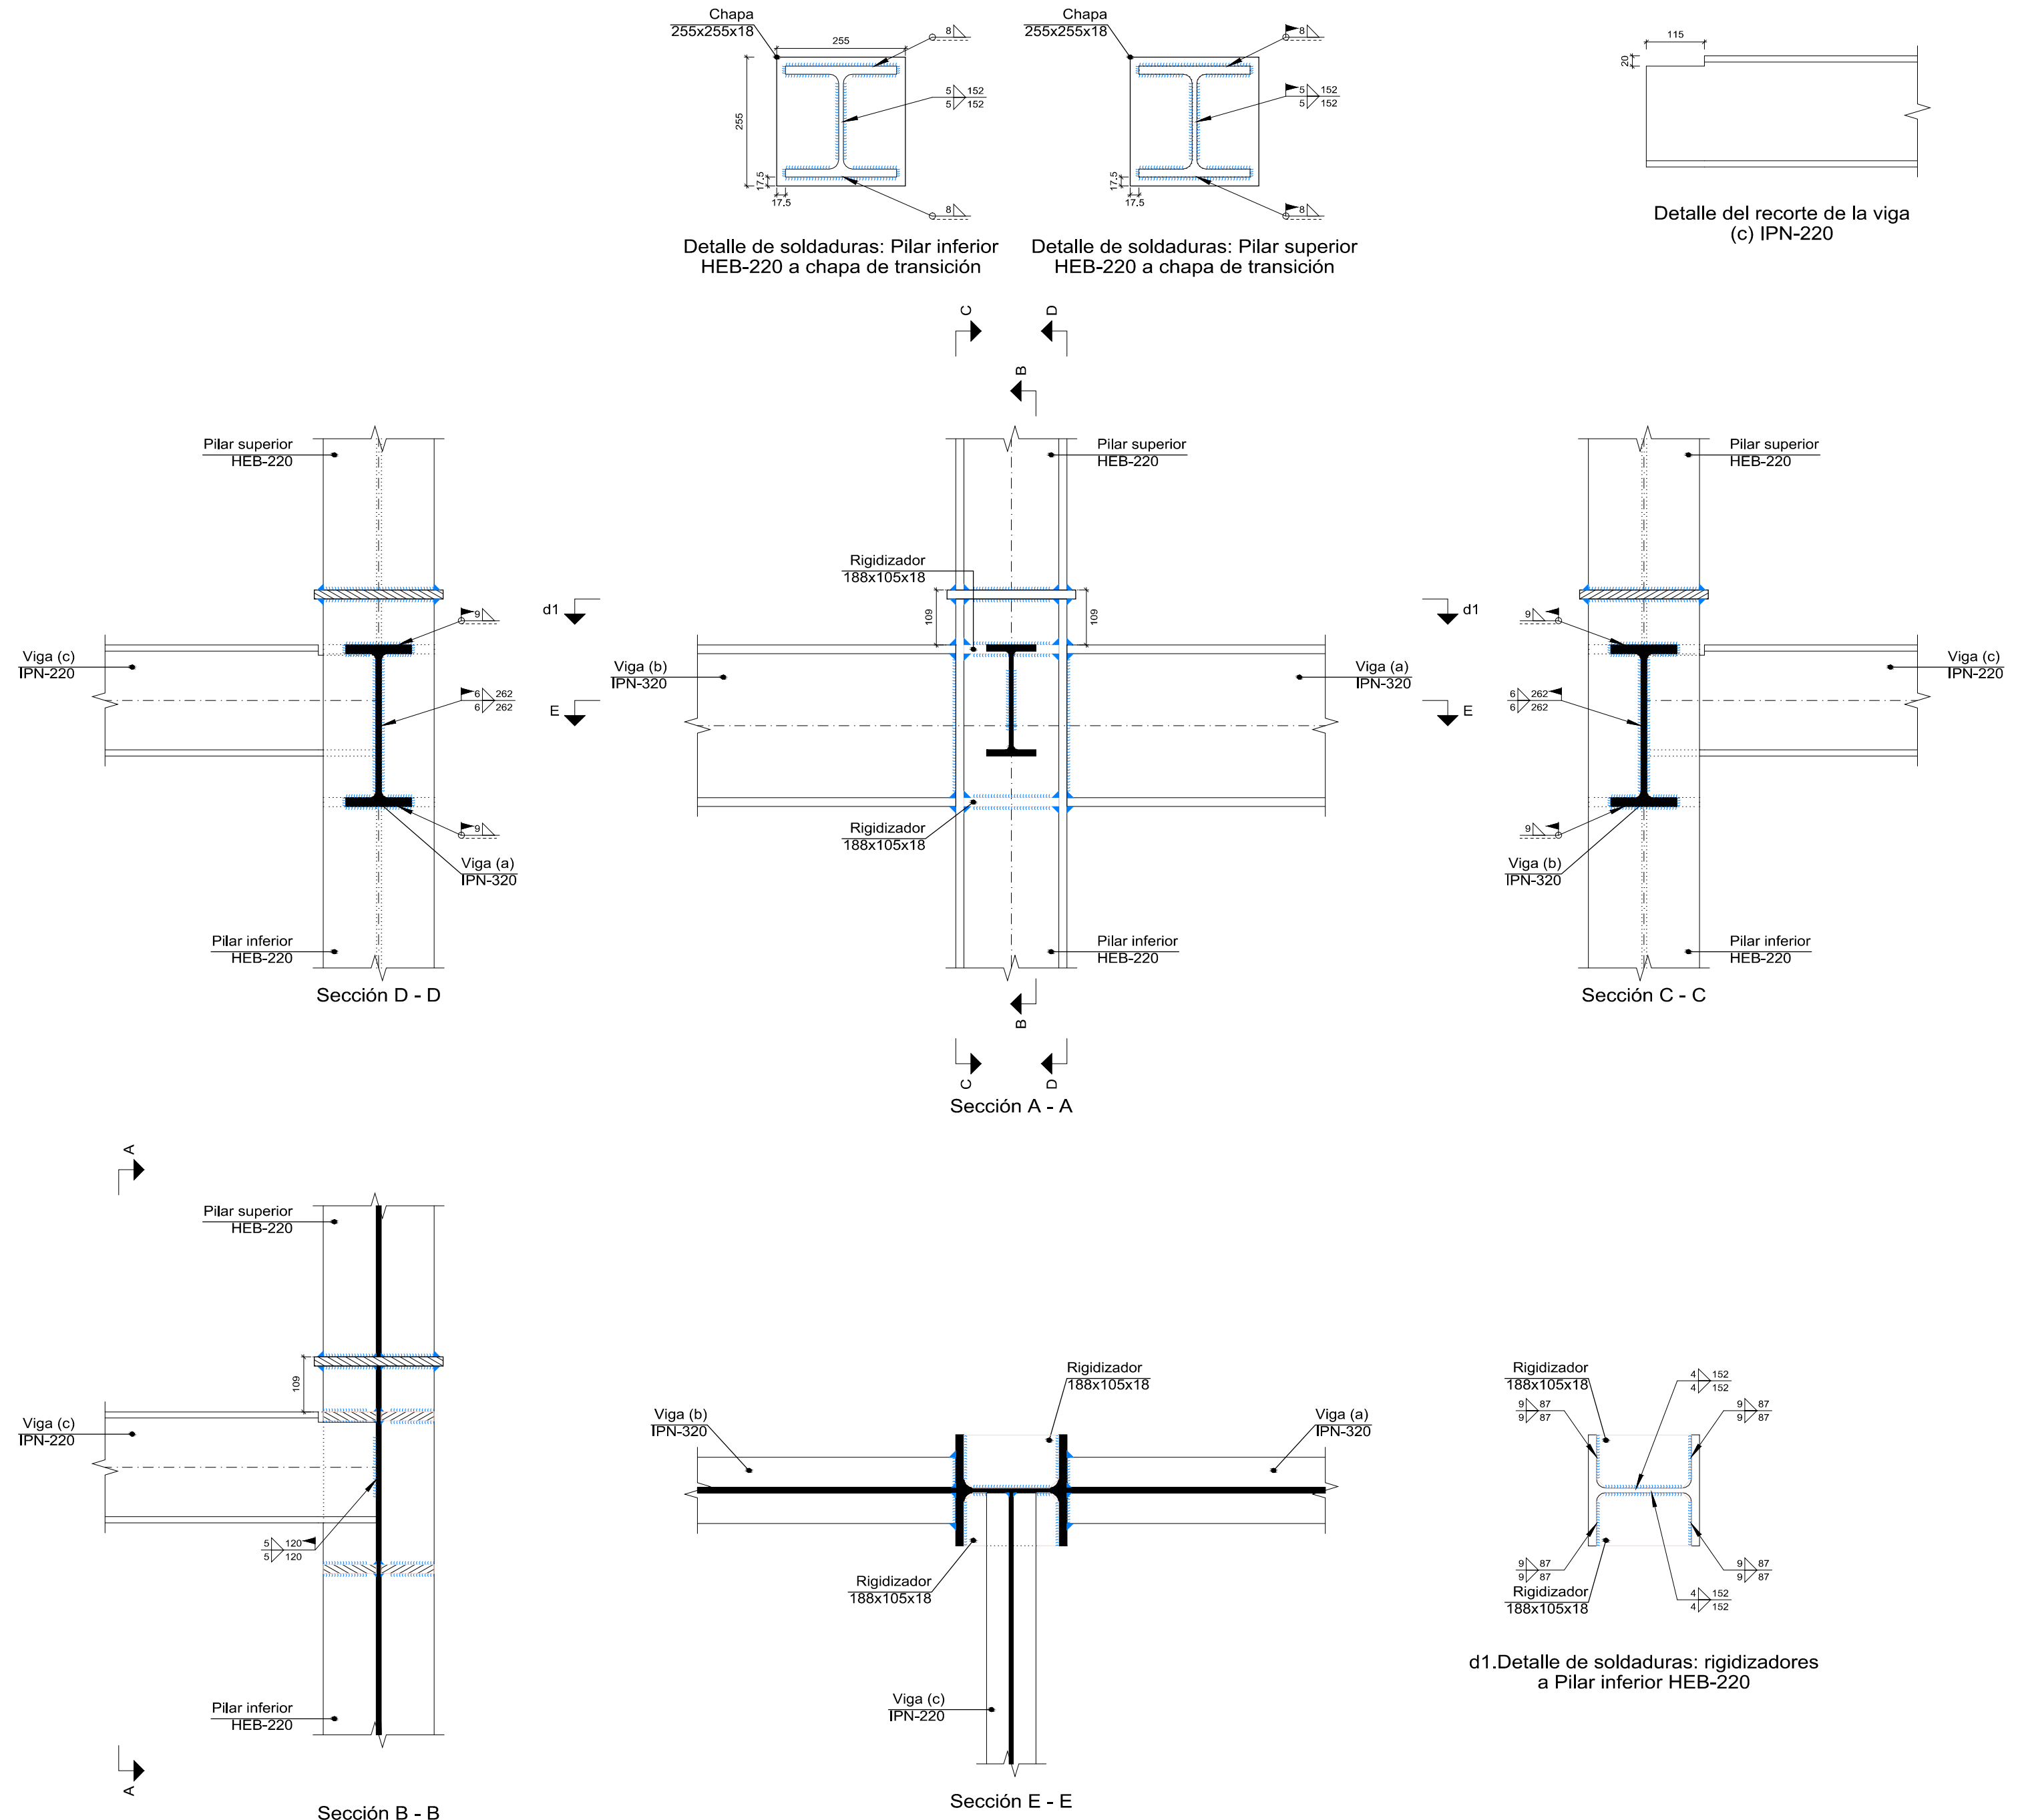 Chapa
255x255x18
255
8
5 152
5 152
255
17.5
17.5
8
Detalle de soldaduras: Pilar inferior
HEB-220 a chapa de transición
Chapa
255x255x18
8
5 152
5 152
17.5
17.5
8
Detalle de soldaduras: Pilar superior
HEB-220 a chapa de transición
115
20
Detalle del recorte de la viga
(c) IPN-220
Pilar superior
HEB-220
9
Viga (c)
IPN-220
6 262
6 262
9
Viga (a)
IPN-320
Pilar inferior
HEB-220
Sección D - D
C
D
B
Pilar superior
HEB-220
Rigidizador
188x105x18
109
109
d1
d1
Viga (b)
IPN-320
Viga (a)
IPN-320
E
E
Rigidizador
188x105x18
Pilar inferior
HEB-220
B
C
D
Sección A - A
Pilar superior
HEB-220
9
Viga (c)
IPN-220
6 262
6 262
9
Viga (b)
IPN-320
Pilar inferior
HEB-220
Sección C - C
A
Pilar superior
HEB-220
109
Viga (c)
IPN-220
5 120
5 120
Pilar inferior
HEB-220
A
Sección B - B
Rigidizador
188x105x18
Viga (b)
IPN-320
Viga (a)
IPN-320
Rigidizador
188x105x18
Viga (c)
IPN-220
Sección E - E
Rigidizador
188x105x18
4 152
4 152
9 87
9 87
9 87
9 87
9 87
9 87
9 87
9 87
Rigidizador
188x105x18
4 152
4 152
d1.Detalle de soldaduras: rigidizadores
a Pilar inferior HEB-220